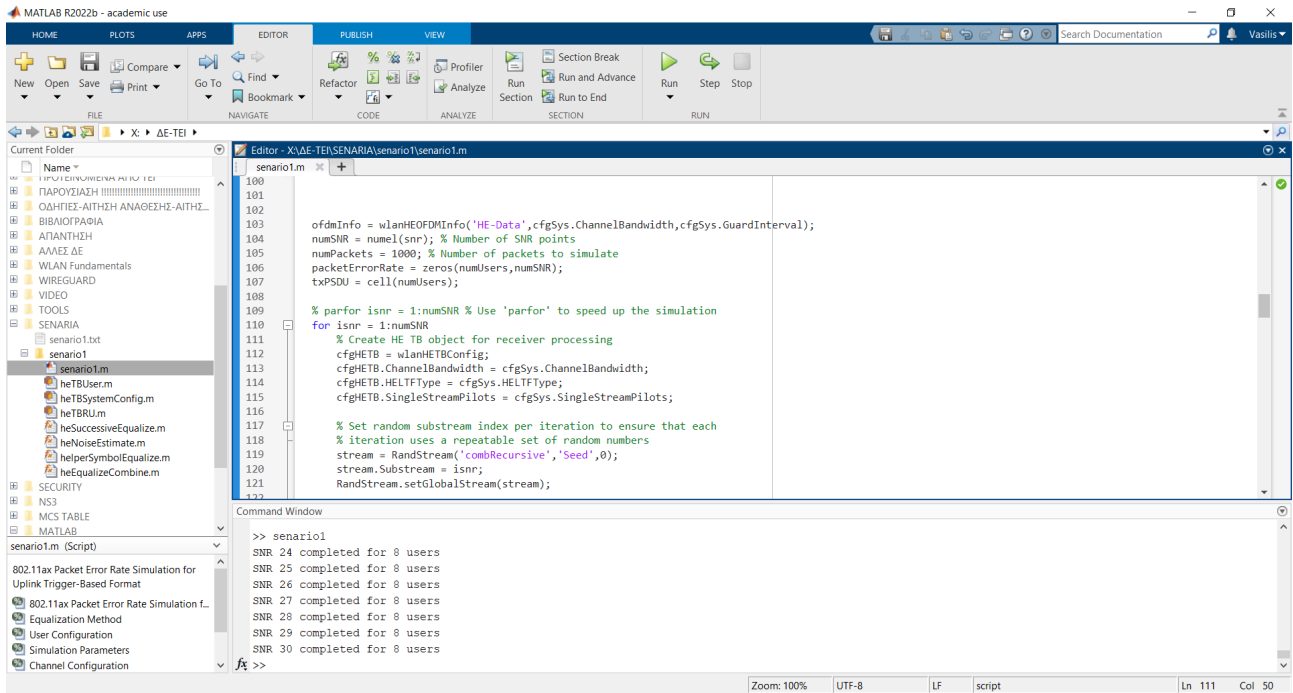 MATLAB R2022b - academic use
HOME PLOTS APPS EDITOR PUBLISH VIEW Search Documentation Vasilis
New Open Save Compare Print Go To Find Bookmark Refactor Profiler Analyze Run Section Section Break Run and Advance Run to End Run Step Stop
FILE NAVIGATE CODE ANALYZE SECTION RUN
X: ΔΕ-ΤΕΙ
Current Folder
Name
ΠΡΟΤΕΙΝΟΜΕΝΑ ΑΠΟ ΤΕΙ
ΠΑΡΟΥΣΙΑΣΗ !!!!!!!!!!!!!!!!!!!!!!!!!!!!!!!!!!!!!!
ΟΔΗΓΙΕΣ-ΑΙΤΗΣΗ ΑΝΑΘΕΣΗΣ-ΑΙΤΗΣ...
ΒΙΒΛΙΟΓΡΑΦΙΑ
ΑΠΑΝΤΗΣΗ
ΑΛΛΕΣ ΔΕ
WLAN Fundamentals
WIREGUARD
VIDEO
TOOLS
SENARIA
senario1.txt
senario1
senario1.m
heTBUser.m
heTBSystemConfig.m
heTBRU.m
heSuccessiveEqualize.m
heNoiseEstimate.m
helperSymbolEqualize.m
heEqualizeCombine.m
SECURITY
NS3
MCS TABLE
MATLAB
senario1.m (Script)
802.11ax Packet Error Rate Simulation for
Uplink Trigger-Based Format
802.11ax Packet Error Rate Simulation f...
Equalization Method
User Configuration
Simulation Parameters
Channel Configuration
Editor - X:\ΔΕ-ΤΕΙ\SENARIA\senario1\senario1.m
senario1.m
100
101
102
103 ofdmInfo = wlanHEOFDMInfo('HE-Data',cfgSys.ChannelBandwidth,cfgSys.GuardInterval);
104 numSNR = numel(snr); % Number of SNR points
105 numPackets = 1000; % Number of packets to simulate
106 packetErrorRate = zeros(numUsers,numSNR);
107 txPSDU = cell(numUsers);
108
109 % parfor isnr = 1:numSNR % Use 'parfor' to speed up the simulation
110 for isnr = 1:numSNR
111 % Create HE TB object for receiver processing
112 cfgHETB = wlanHETBConfig;
113 cfgHETB.ChannelBandwidth = cfgSys.ChannelBandwidth;
114 cfgHETB.HELTFType = cfgSys.HELTFType;
115 cfgHETB.SingleStreamPilots = cfgSys.SingleStreamPilots;
116
117 % Set random substream index per iteration to ensure that each
118 % iteration uses a repeatable set of random numbers
119 stream = RandStream('combRecursive','Seed',0);
120 stream.Substream = isnr;
121 RandStream.setGlobalStream(stream);
122
Command Window
>> senario1
SNR 24 completed for 8 users
SNR 25 completed for 8 users
SNR 26 completed for 8 users
SNR 27 completed for 8 users
SNR 28 completed for 8 users
SNR 29 completed for 8 users
SNR 30 completed for 8 users
fx >>
Zoom: 100% UTF-8 LF script Ln 111 Col 50